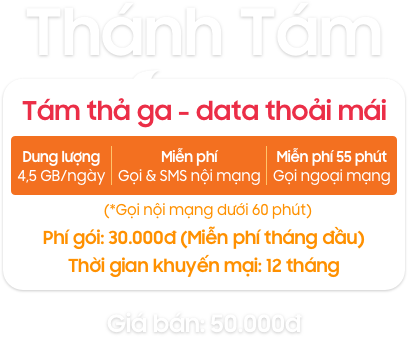 Thánh Tám
Tám thả ga - data thoải mái
Dung lượng
4,5 GB/ngày
Miễn phí
Gọi & SMS nội mạng
Miễn phí 55 phút
Gọi ngoại mạng
(*Gọi nội mạng dưới 60 phút)
Phí gói: 30.000đ (Miễn phí tháng đầu)
Thời gian khuyến mại: 12 tháng
Giá bán: 50.000đ